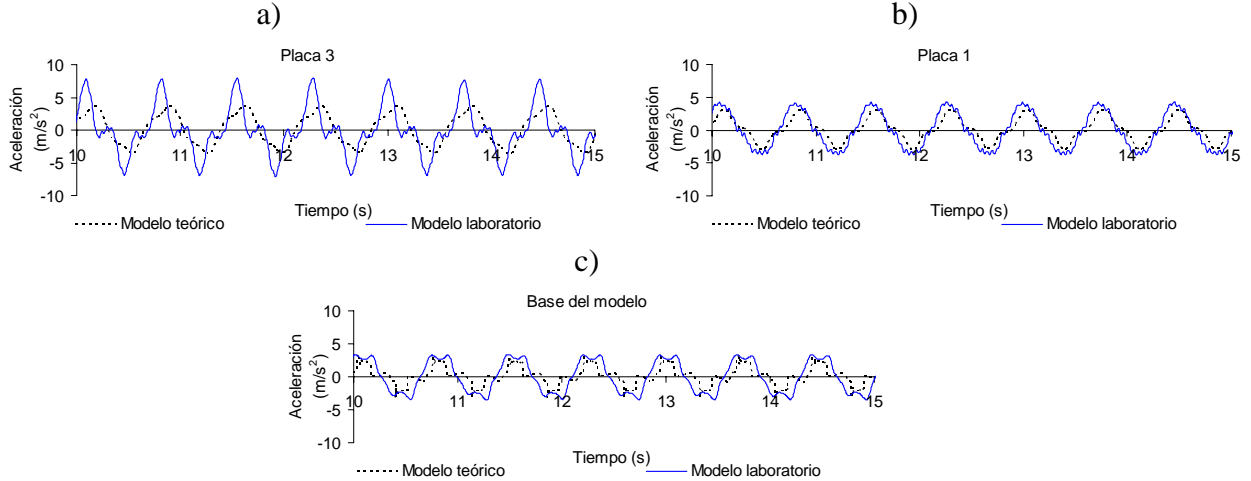 a)
b)
Placa 3
Placa 1
Aceleración
(m/s²)
10
5
0
-5
-10
10
11
12
13
14
15
Tiempo (s)
Modelo teórico
Modelo laboratorio
Aceleración
(m/s²)
10
5
0
-5
-10
10
11
12
13
14
15
Tiempo (s)
Modelo teórico
Modelo laboratorio
c)
Base del modelo
Aceleración
(m/s²)
10
5
0
-5
-10
10
11
12
13
14
15
Tiempo (s)
Modelo teórico
Modelo laboratorio